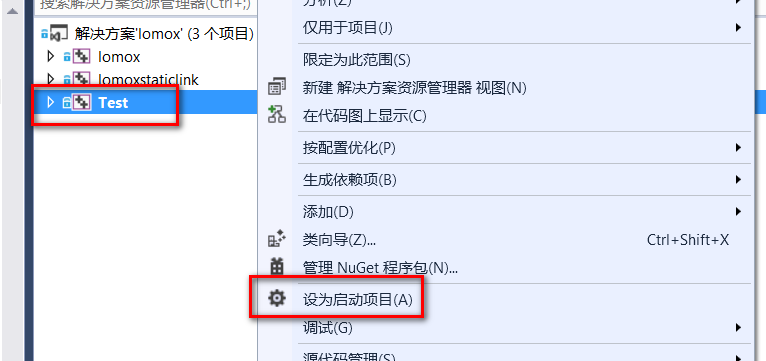 搜索解决方案资源管理器(Ctrl+;)
解决方案'lomox' (3 个项目)
lomox
lomoxstaticlink
Test
分析(Z)
仅用于项目(J)
限定为此范围(S)
新建 解决方案资源管理器 视图(N)
在代码图上显示(C)
按配置优化(P)
生成依赖项(B)
添加(D)
类向导(Z)... Ctrl+Shift+X
管理 NuGet 程序包(N)...
设为启动项目(A)
调试(G)
源代码管理(S)